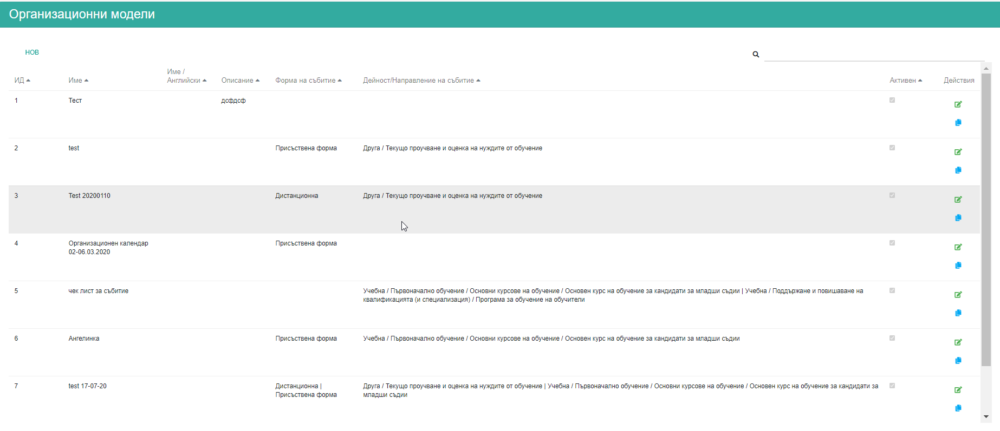 Организационни модели
НОВ
Име /
ИД Име Английски Описание Форма на събитие Дейност/Направление на събитие Активен Действия
1 Тест дсфдсф
2 test Присъствена форма Друга / Текущо проучване и оценка на нуждите от обучение
3 Test 20200110 Дистанционна Друга / Текущо проучване и оценка на нуждите от обучение
4 Организационен календар Присъствена форма
02-06.03.2020
5 чек лист за събитие Учебна / Първоначално обучение / Основни курсове на обучение / Основен курс на обучение за кандидати за младши съдии | Учебна / Поддържане и повишаване на
квалификацията (и специализация) / Програма за обучение на обучители
6 Ангелинка Присъствена форма Учебна / Първоначално обучение / Основни курсове на обучение / Основен курс на обучение за кандидати за младши съдии
7 test 17-07-20 Дистанционна | Друга / Текущо проучване и оценка на нуждите от обучение | Учебна / Първоначално обучение / Основни курсове на обучение / Основен курс на обучение за кандидати за
Присъствена форма младши съдии